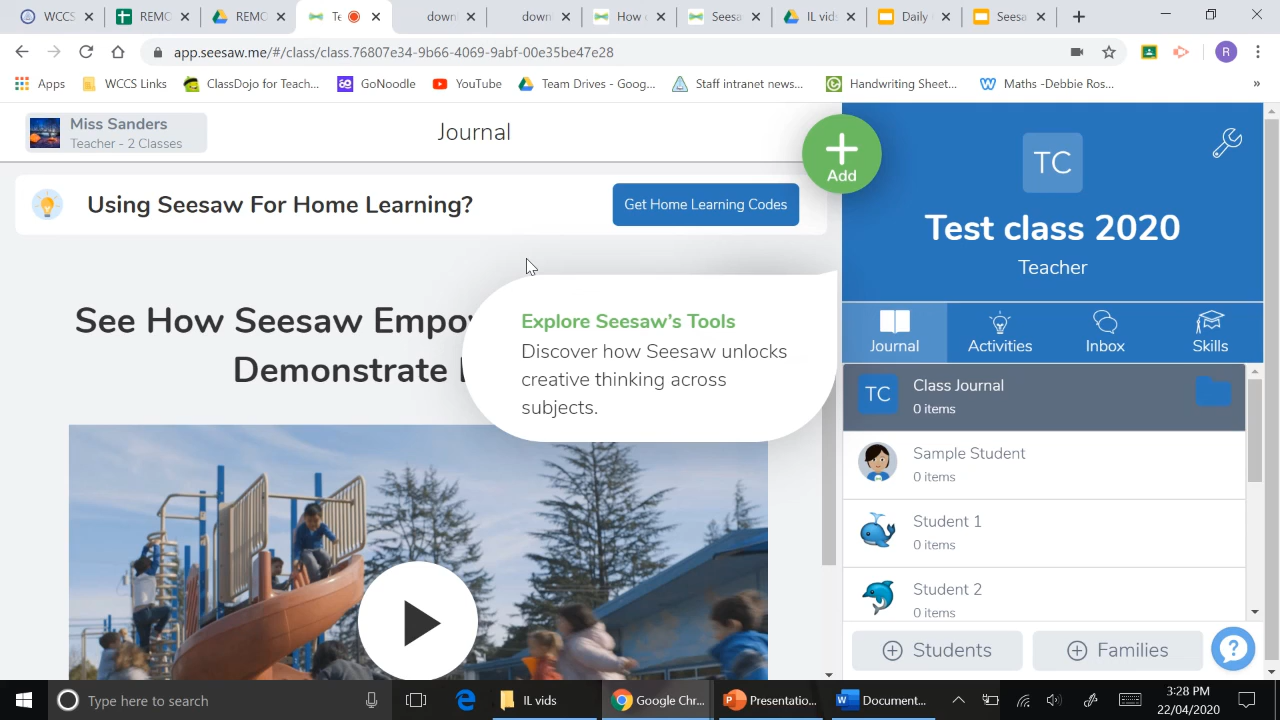 WCCS
REMC
REMC
Te
down
down
How
Seesa
IL vids
Daily
Seesa
app.seesaw.me/#/class/class.76807e34-9b66-4069-9abf-00e35be47e28
R
Apps
WCCS Links
ClassDojo for Teach...
GoNoodle
YouTube
Team Drives - Goog...
Staff intranet news...
Handwriting Sheet...
Maths -Debbie Ros...
»
Miss Sanders
Teacher - 2 Classes
Journal
Add
Using Seesaw For Home Learning?
Get Home Learning Codes
See How Seesaw Empo
Demonstrate
Explore Seesaw's Tools
Discover how Seesaw unlocks
creative thinking across
subjects.
TC
Test class 2020
Teacher
Journal
Activities
Inbox
Skills
TC
Class Journal
0 items
Sample Student
0 items
Student 1
0 items
Student 2
0 items
Students
Families
?
Type here to search
IL vids
Google Chr...
Presentatio...
Document...
3:28 PM
22/04/2020